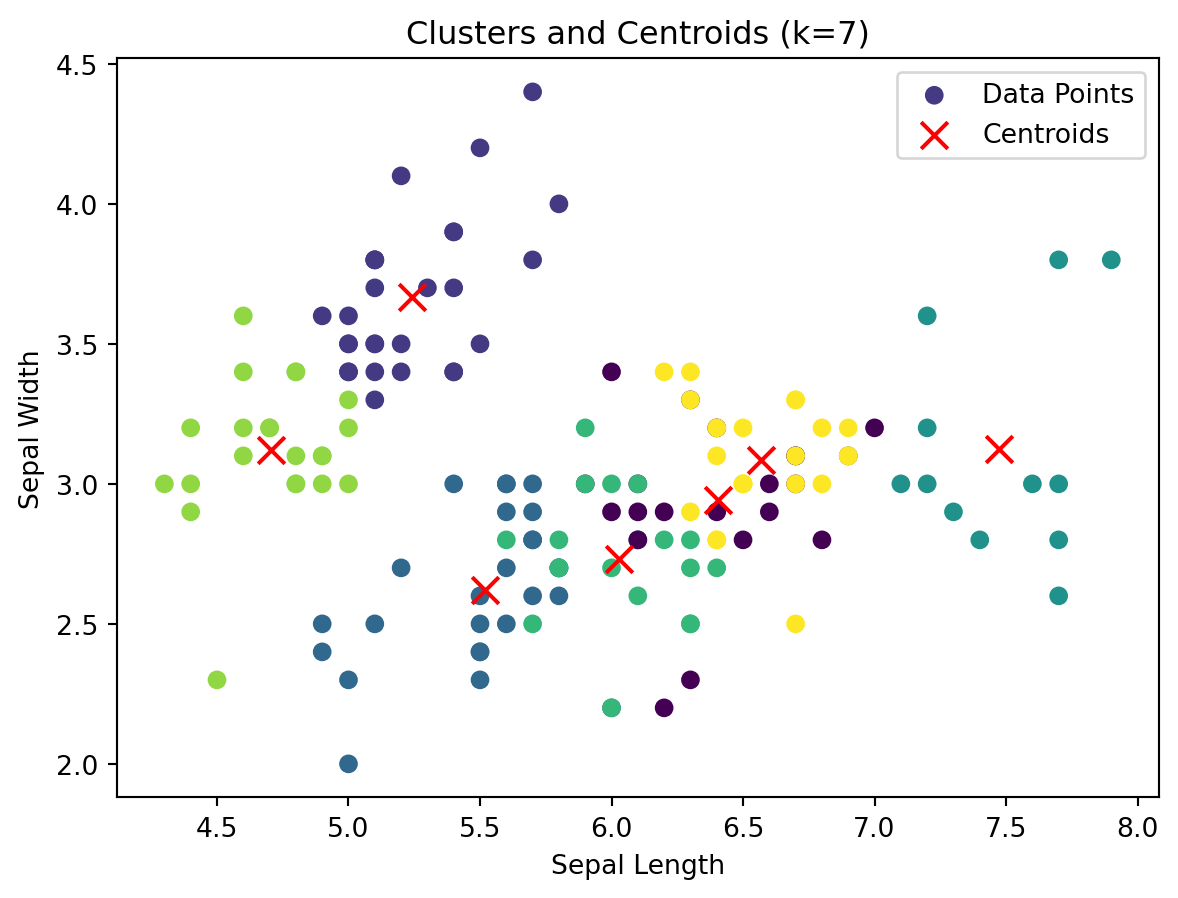 Clusters and Centroids (k=7)
Data Points
Centroids
4.5
4.0
3.5
3.0
2.5
2.0
Sepal Width
4.5 5.0 5.5 6.0 6.5 7.0 7.5 8.0
Sepal Length